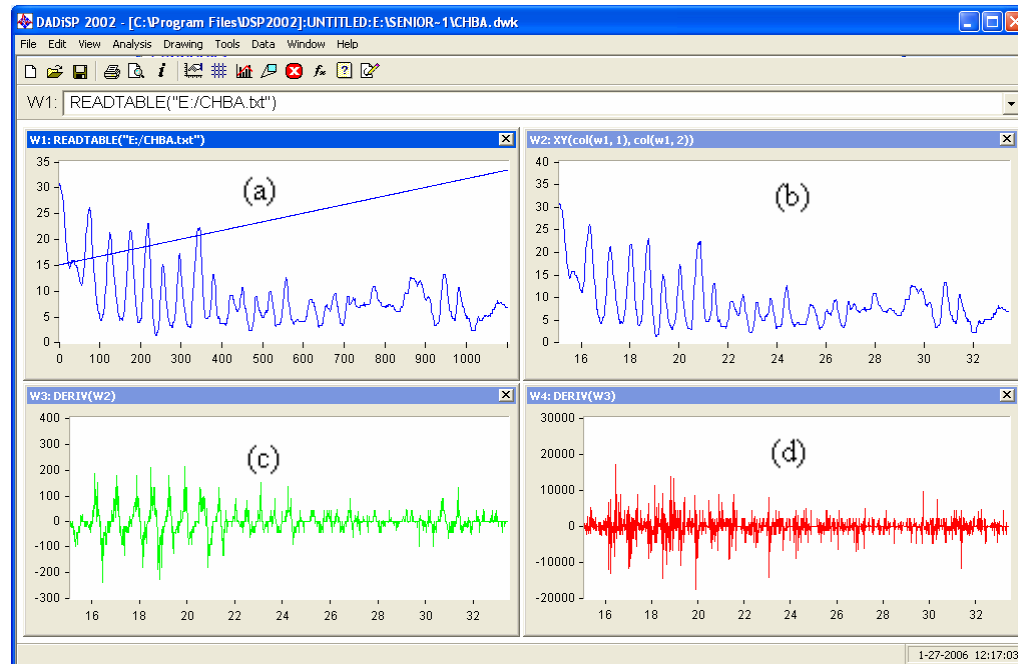 DADiSP 2002 - [C:\Program Files\DSP2002]:UNTITLED:E:\SENIOR~1\CHBA.dwk
File Edit View Analysis Drawing Tools Data Window Help
W1: READTABLE("E:/CHBA.txt")
W1: READTABLE("E:/CHBA.txt")
(a)
35
30
25
20
15
10
5
0
0 100 200 300 400 500 600 700 800 900 1000
W2: XY(col(w1, 1), col(w1, 2))
(b)
40
35
30
25
20
15
10
5
0
16 18 20 22 24 26 28 30 32
W3: DERIV(W2)
(c)
400
300
200
100
0
-100
-200
-300
16 18 20 22 24 26 28 30 32
W4: DERIV(W3)
(d)
30000
20000
10000
0
-10000
-20000
16 18 20 22 24 26 28 30 32
1-27-2006 12:17:03